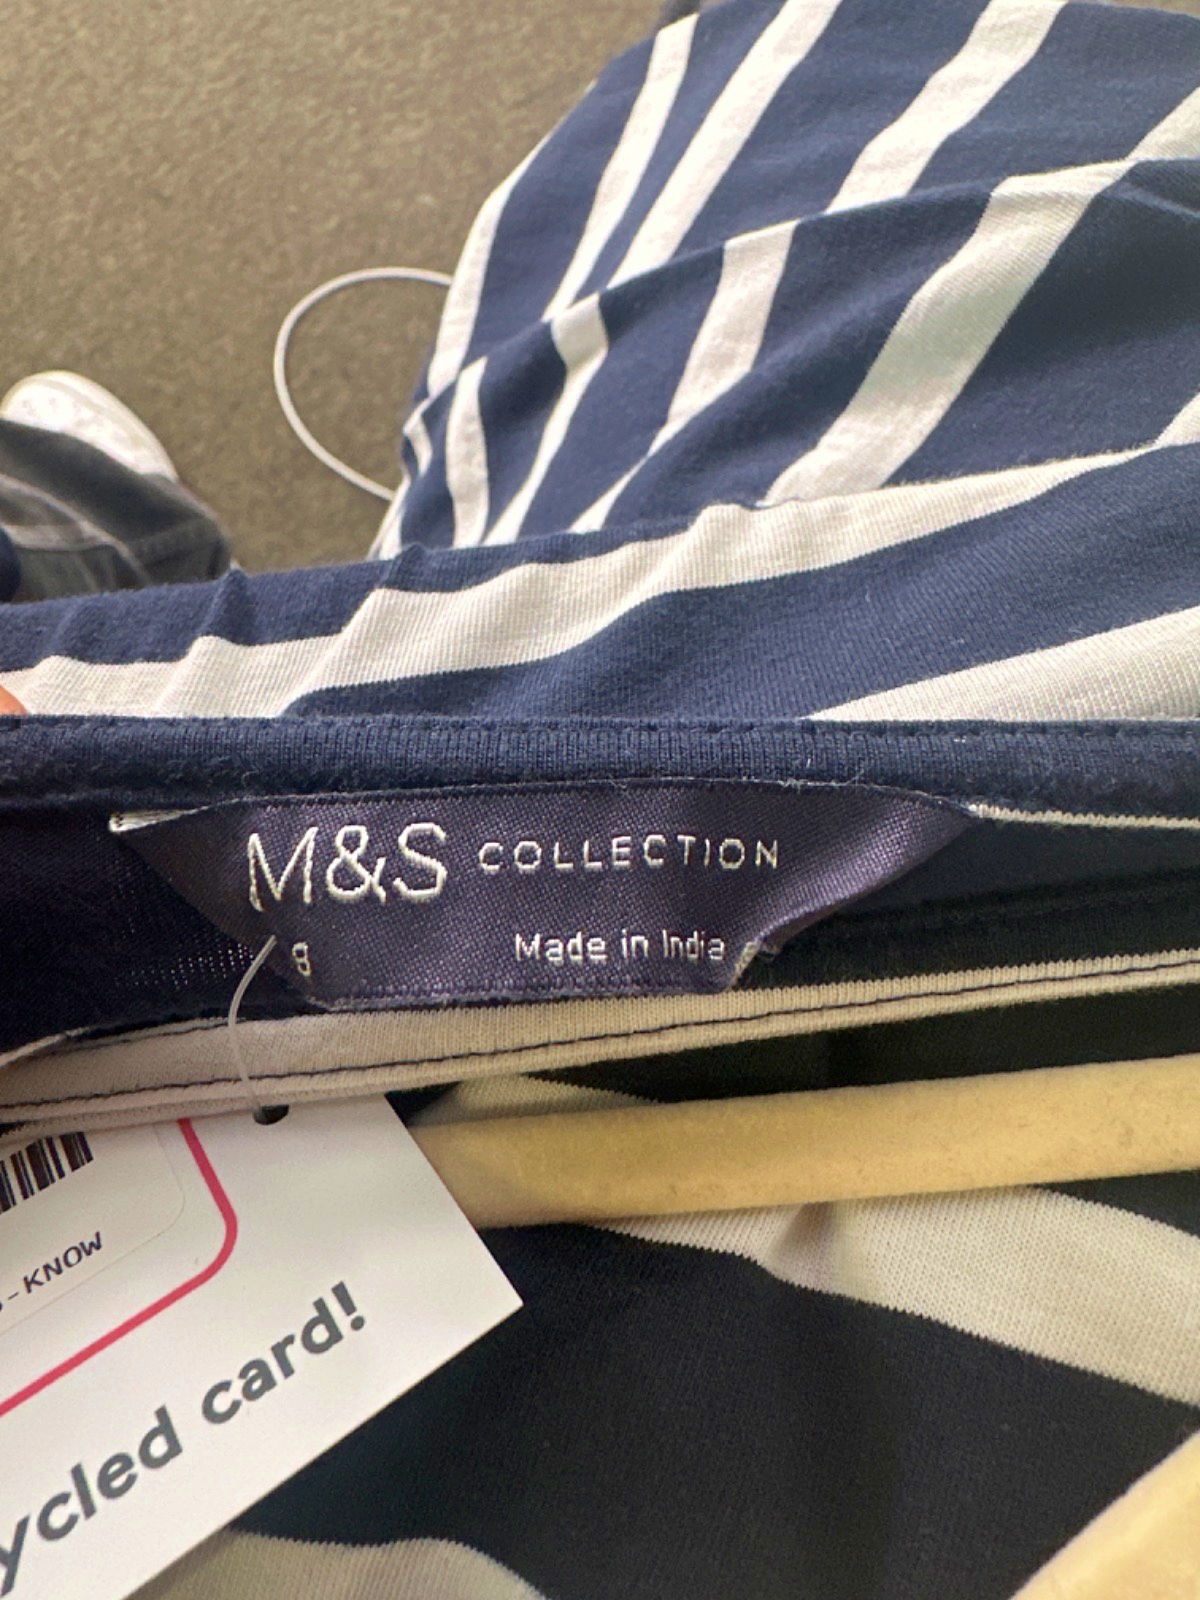 M&S COLLECTION
8 Made in India
- KNOW
ycled card!